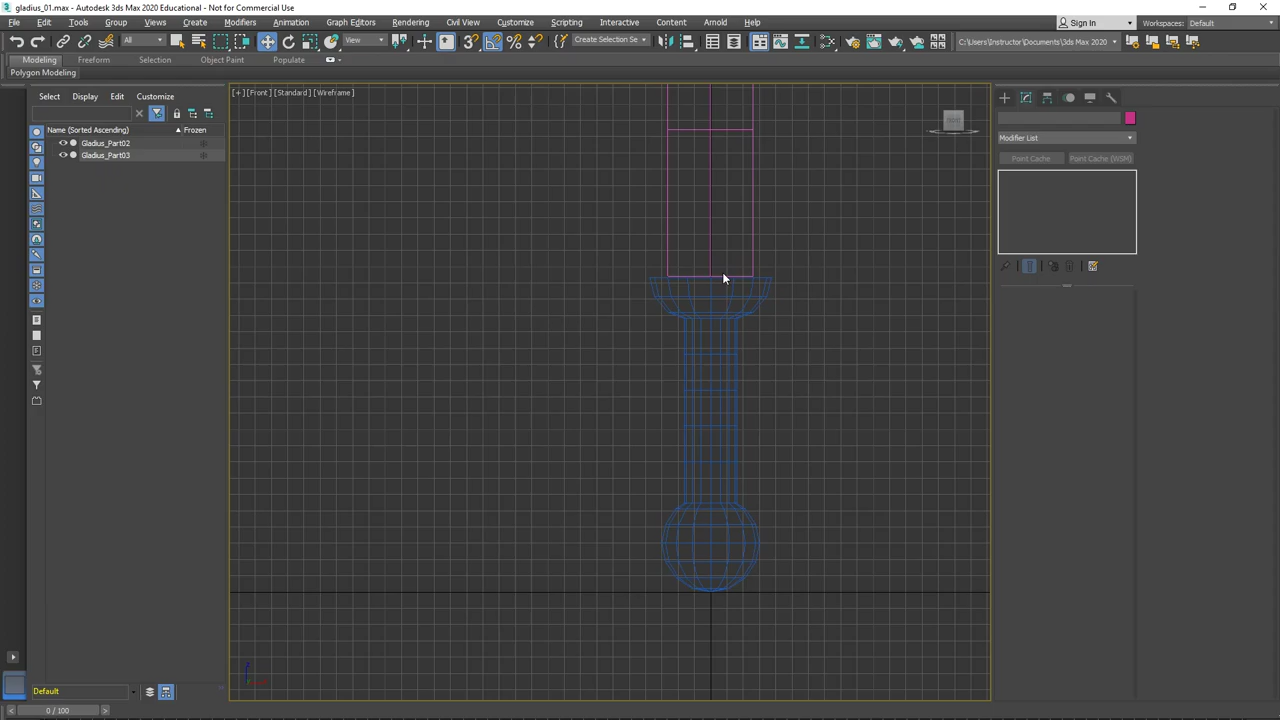 gladius_01.max - Autodesk 3ds Max 2020 Educational - Not for Commercial Use
File Edit Tools Group Views Create Modifiers Animation Graph Editors Rendering Civil View Customize Scripting Interactive Content Arnold Help Sign In Workspaces: Default
All View Create Selection Se C:\Users\Instructor\Documents\3ds Max 2020
Modeling Freeform Selection Object Paint Populate
Polygon Modeling
Select Display Edit Customize
[+] [Front] [Standard] [Wireframe]
Name (Sorted Ascending) Frozen
Gladius_Part02
Gladius_Part03
Modifier List
Point Cache Point Cache (WSM)
Default
0 / 100